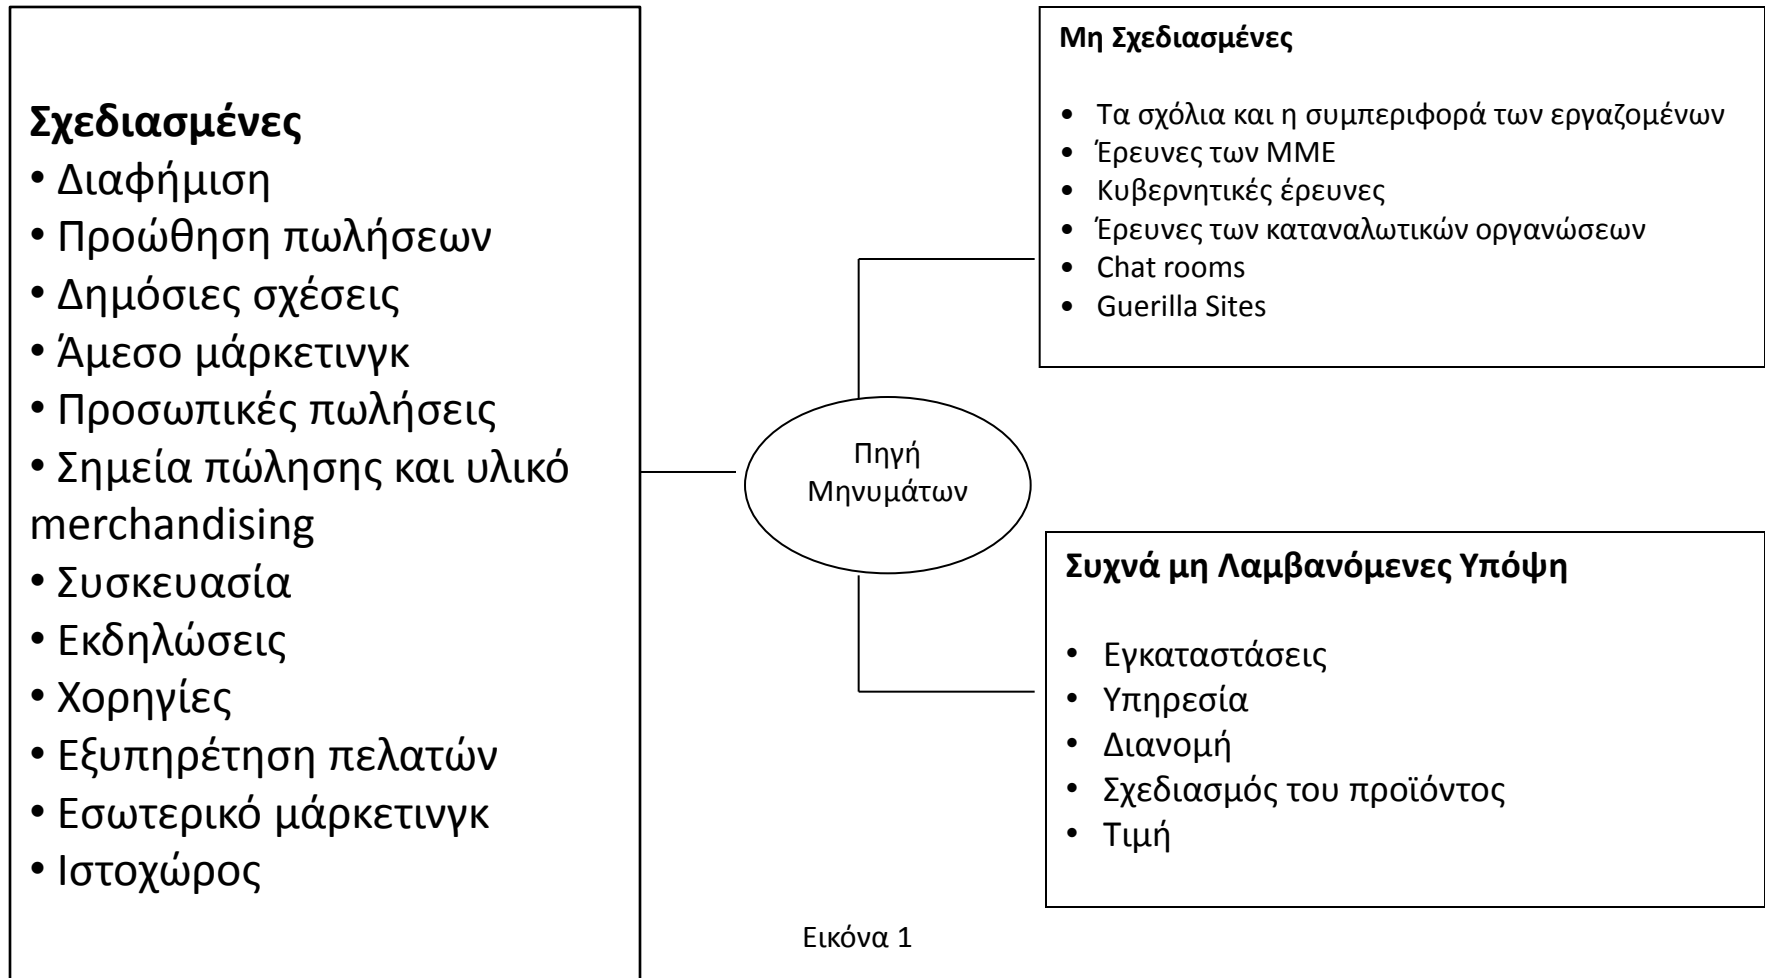 Σχεδιασμένες
• Διαφήμιση
• Προώθηση πωλήσεων
• Δημόσιες σχέσεις
• Άμεσο μάρκετινγκ
• Προσωπικές πωλήσεις
• Σημεία πώλησης και υλικό
merchandising
• Συσκευασία
• Εκδηλώσεις
• Χορηγίες
• Εξυπηρέτηση πελατών
• Εσωτερικό μάρκετινγκ
• Ιστοχώρος
Πηγή
Μηνυμάτων
Μη Σχεδιασμένες
• Τα σχόλια και η συμπεριφορά των εργαζομένων
• Έρευνες των ΜΜΕ
• Κυβερνητικές έρευνες
• Έρευνες των καταναλωτικών οργανώσεων
• Chat rooms
• Guerilla Sites
Συχνά μη Λαμβανόμενες Υπόψη
• Εγκαταστάσεις
• Υπηρεσία
• Διανομή
• Σχεδιασμός του προϊόντος
• Τιμή
Εικόνα 1